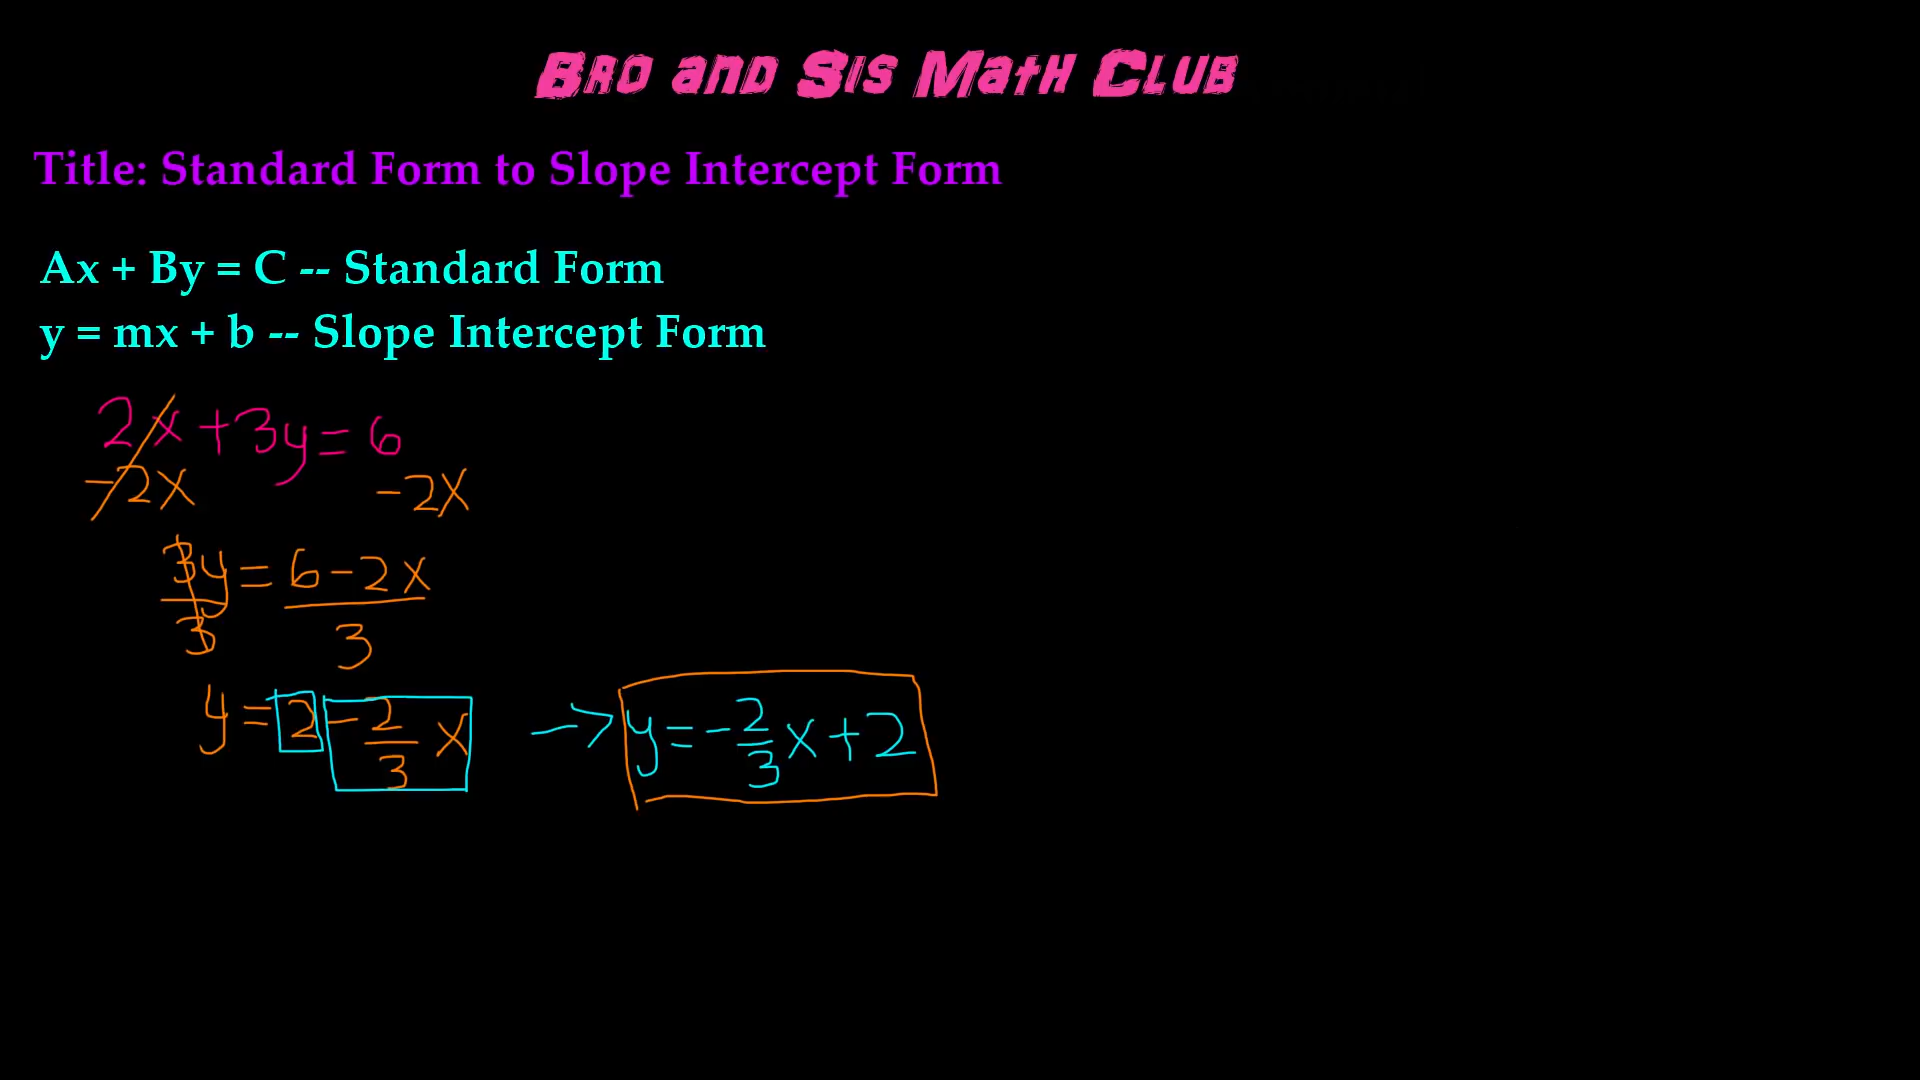 Bro and Sis Math Club
Title: Standard Form to Slope Intercept Form
Ax + By = C -- Standard Form
y = mx + b -- Slope Intercept Form
2x + 3y = 6
-2x -2x
3y = 6 - 2x
3 3
y = 2 - 2/3 x → y = - 2/3 x + 2